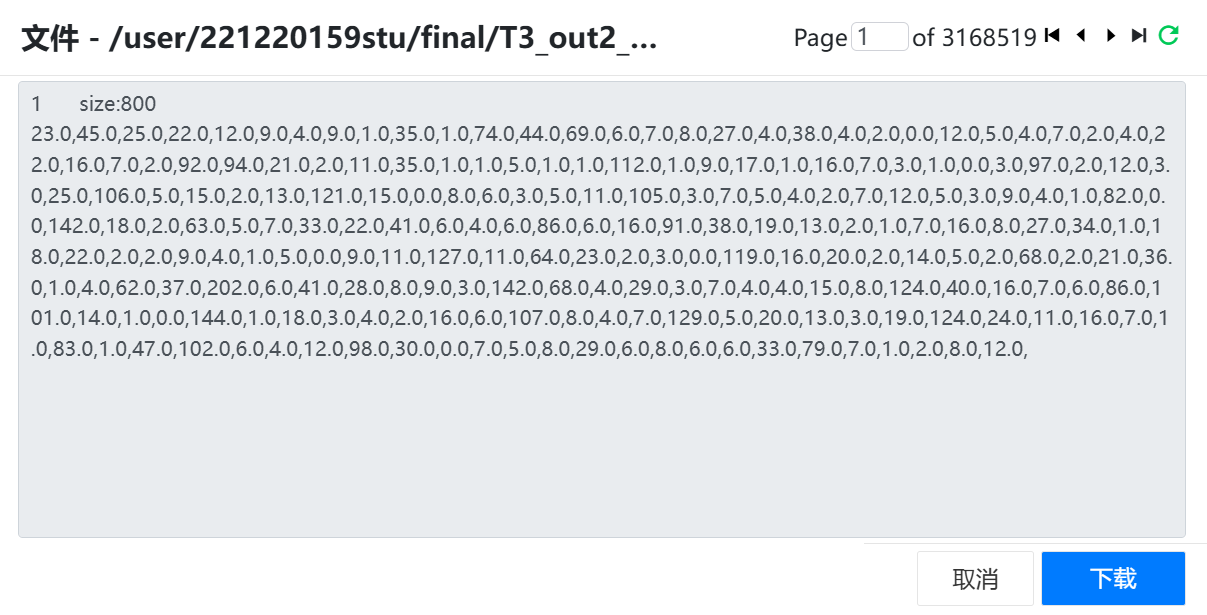 文件 - /user/221220159stu/final/T3_out2_...
Page 1 of 3168519
1 size:800
23.0,45.0,25.0,22.0,12.0,9.0,4.0,9.0,1.0,35.0,1.0,74.0,44.0,69.0,6.0,7.0,8.0,27.0,4.0,38.0,4.0,2.0,0.0,12.0,5.0,4.0,7.0,2.0,4.0,2
2.0,16.0,7.0,2.0,92.0,94.0,21.0,2.0,11.0,35.0,1.0,1.0,5.0,1.0,1.0,112.0,1.0,9.0,17.0,1.0,16.0,7.0,3.0,1.0,0.0,3.0,97.0,2.0,12.0,3.
0,25.0,106.0,5.0,15.0,2.0,13.0,121.0,15.0,0.0,8.0,6.0,3.0,5.0,11.0,105.0,3.0,7.0,5.0,4.0,2.0,7.0,12.0,5.0,3.0,9.0,4.0,1.0,82.0,0.
0,142.0,18.0,2.0,63.0,5.0,7.0,33.0,22.0,41.0,6.0,4.0,6.0,86.0,6.0,16.0,91.0,38.0,19.0,13.0,2.0,1.0,7.0,16.0,8.0,27.0,34.0,1.0,1
8.0,22.0,2.0,2.0,9.0,4.0,1.0,5.0,0.0,9.0,11.0,127.0,11.0,64.0,23.0,2.0,3.0,0.0,119.0,16.0,20.0,2.0,14.0,5.0,2.0,68.0,2.0,21.0,36.
0,1.0,4.0,62.0,37.0,202.0,6.0,41.0,28.0,8.0,9.0,3.0,142.0,68.0,4.0,29.0,3.0,7.0,4.0,4.0,15.0,8.0,124.0,40.0,16.0,7.0,6.0,86.0,1
01.0,14.0,1.0,0.0,144.0,1.0,18.0,3.0,4.0,2.0,16.0,6.0,107.0,8.0,4.0,7.0,129.0,5.0,20.0,13.0,3.0,19.0,124.0,24.0,11.0,16.0,7.0,1
.0,83.0,1.0,47.0,102.0,6.0,4.0,12.0,98.0,30.0,0.0,7.0,5.0,8.0,29.0,6.0,8.0,6.0,6.0,33.0,79.0,7.0,1.0,2.0,8.0,12.0,
取消 下载